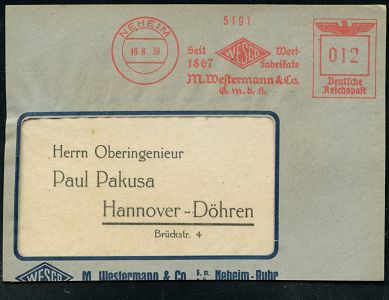 5191
NEHEIM
18.8.39
Seit 1867
WESCO
Wert- Fabrikate
M. Westermann & Co.
G. m. b. H.
012
Deutsche
Reichspost
Herrn Oberingenieur
Paul Pakusa
Hannover-Döhren
Brückstr. 4
WESCO M. Westermann & Co. G. m. Neheim-Ruhr